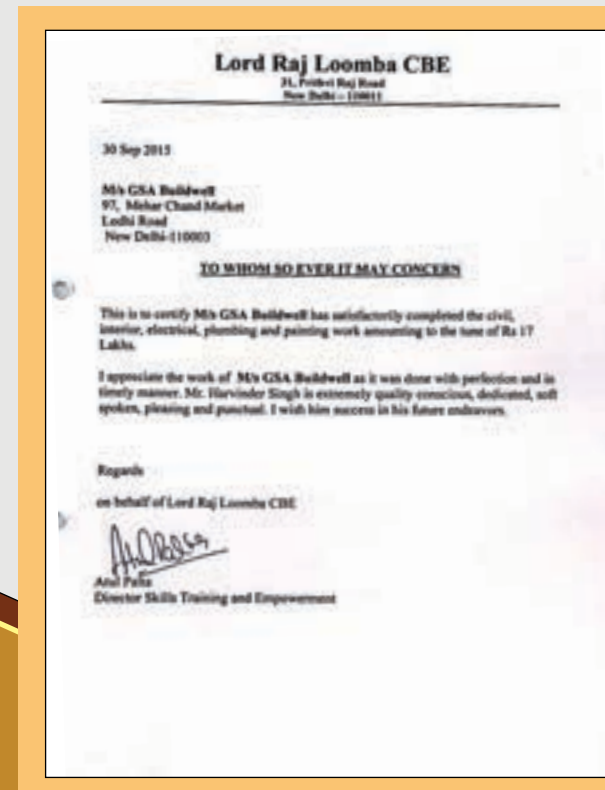 Lord Raj Loomba CBE
31, Prithvi Raj Road
New Delhi – 110011
30 Sep 2015
M/s GSA Buildwell
97, Mehar Chand Market
Lodhi Road
New Delhi-110003
TO WHOM SO EVER IT MAY CONCERN
This is to certify M/s GSA Buildwell has satisfactorily completed the civil,
interior, electrical, plumbing and painting work amounting to the tune of Rs 17
Lakhs.
I appreciate the work of M/s GSA Buildwell as it was done with perfection and in
timely manner. Mr. Harvinder Singh is extremely quality conscious, dedicated, soft
spoken, pleasing and punctual. I wish him success in his future endeavors.
Regards
on behalf of Lord Raj Loomba CBE
Director Skills Training and Empowerment